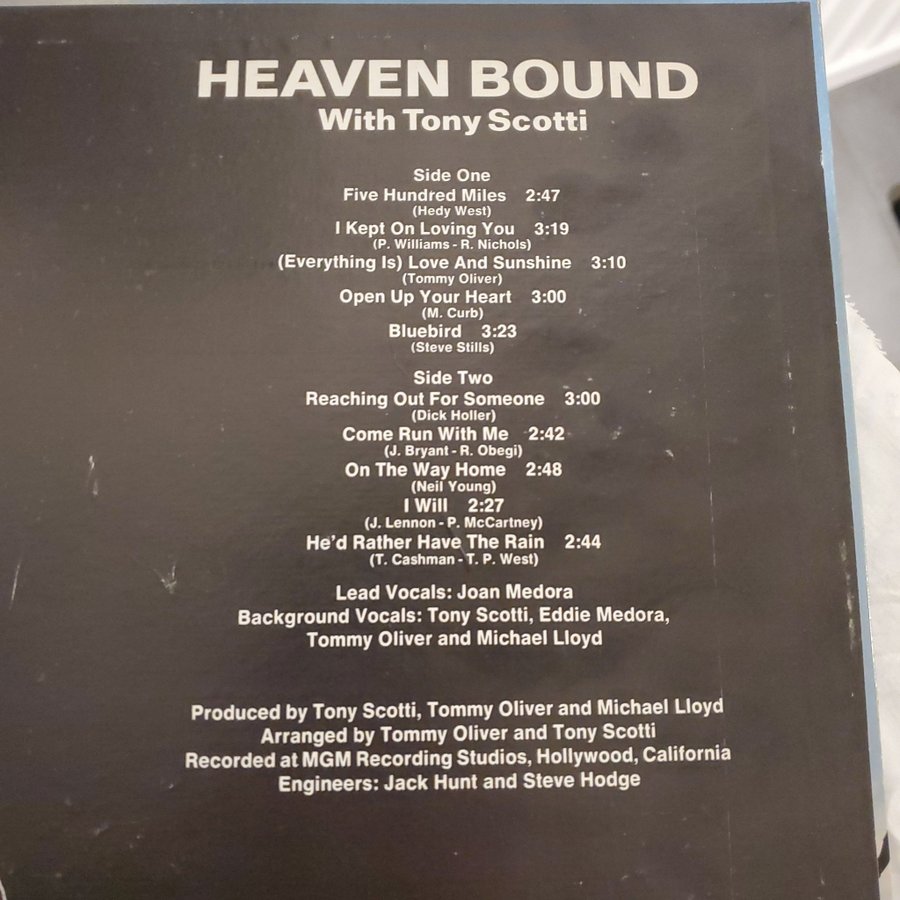 HEAVEN BOUND
With Tony Scotti
Side One
Five Hundred Miles 2:47
(Hedy West)
I Kept On Loving You 3:19
(P. Williams - R. Nichols)
(Everything Is) Love And Sunshine 3:10
(Tommy Oliver)
Open Up Your Heart 3:00
(M. Curb)
Bluebird 3:23
(Steve Stills)
Side Two
Reaching Out For Someone 3:00
(Dick Holler)
Come Run With Me 2:42
(J. Bryant - R. Obegi)
On The Way Home 2:48
(Neil Young)
I Will 2:27
(J. Lennon - P. McCartney)
He'd Rather Have The Rain 2:44
(T. Cashman - T. P. West)
Lead Vocals: Joan Medora
Background Vocals: Tony Scotti, Eddie Medora,
Tommy Oliver and Michael Lloyd
Produced by Tony Scotti, Tommy Oliver and Michael Lloyd
Arranged by Tommy Oliver and Tony Scotti
Recorded at MGM Recording Studios, Hollywood, California
Engineers: Jack Hunt and Steve Hodge